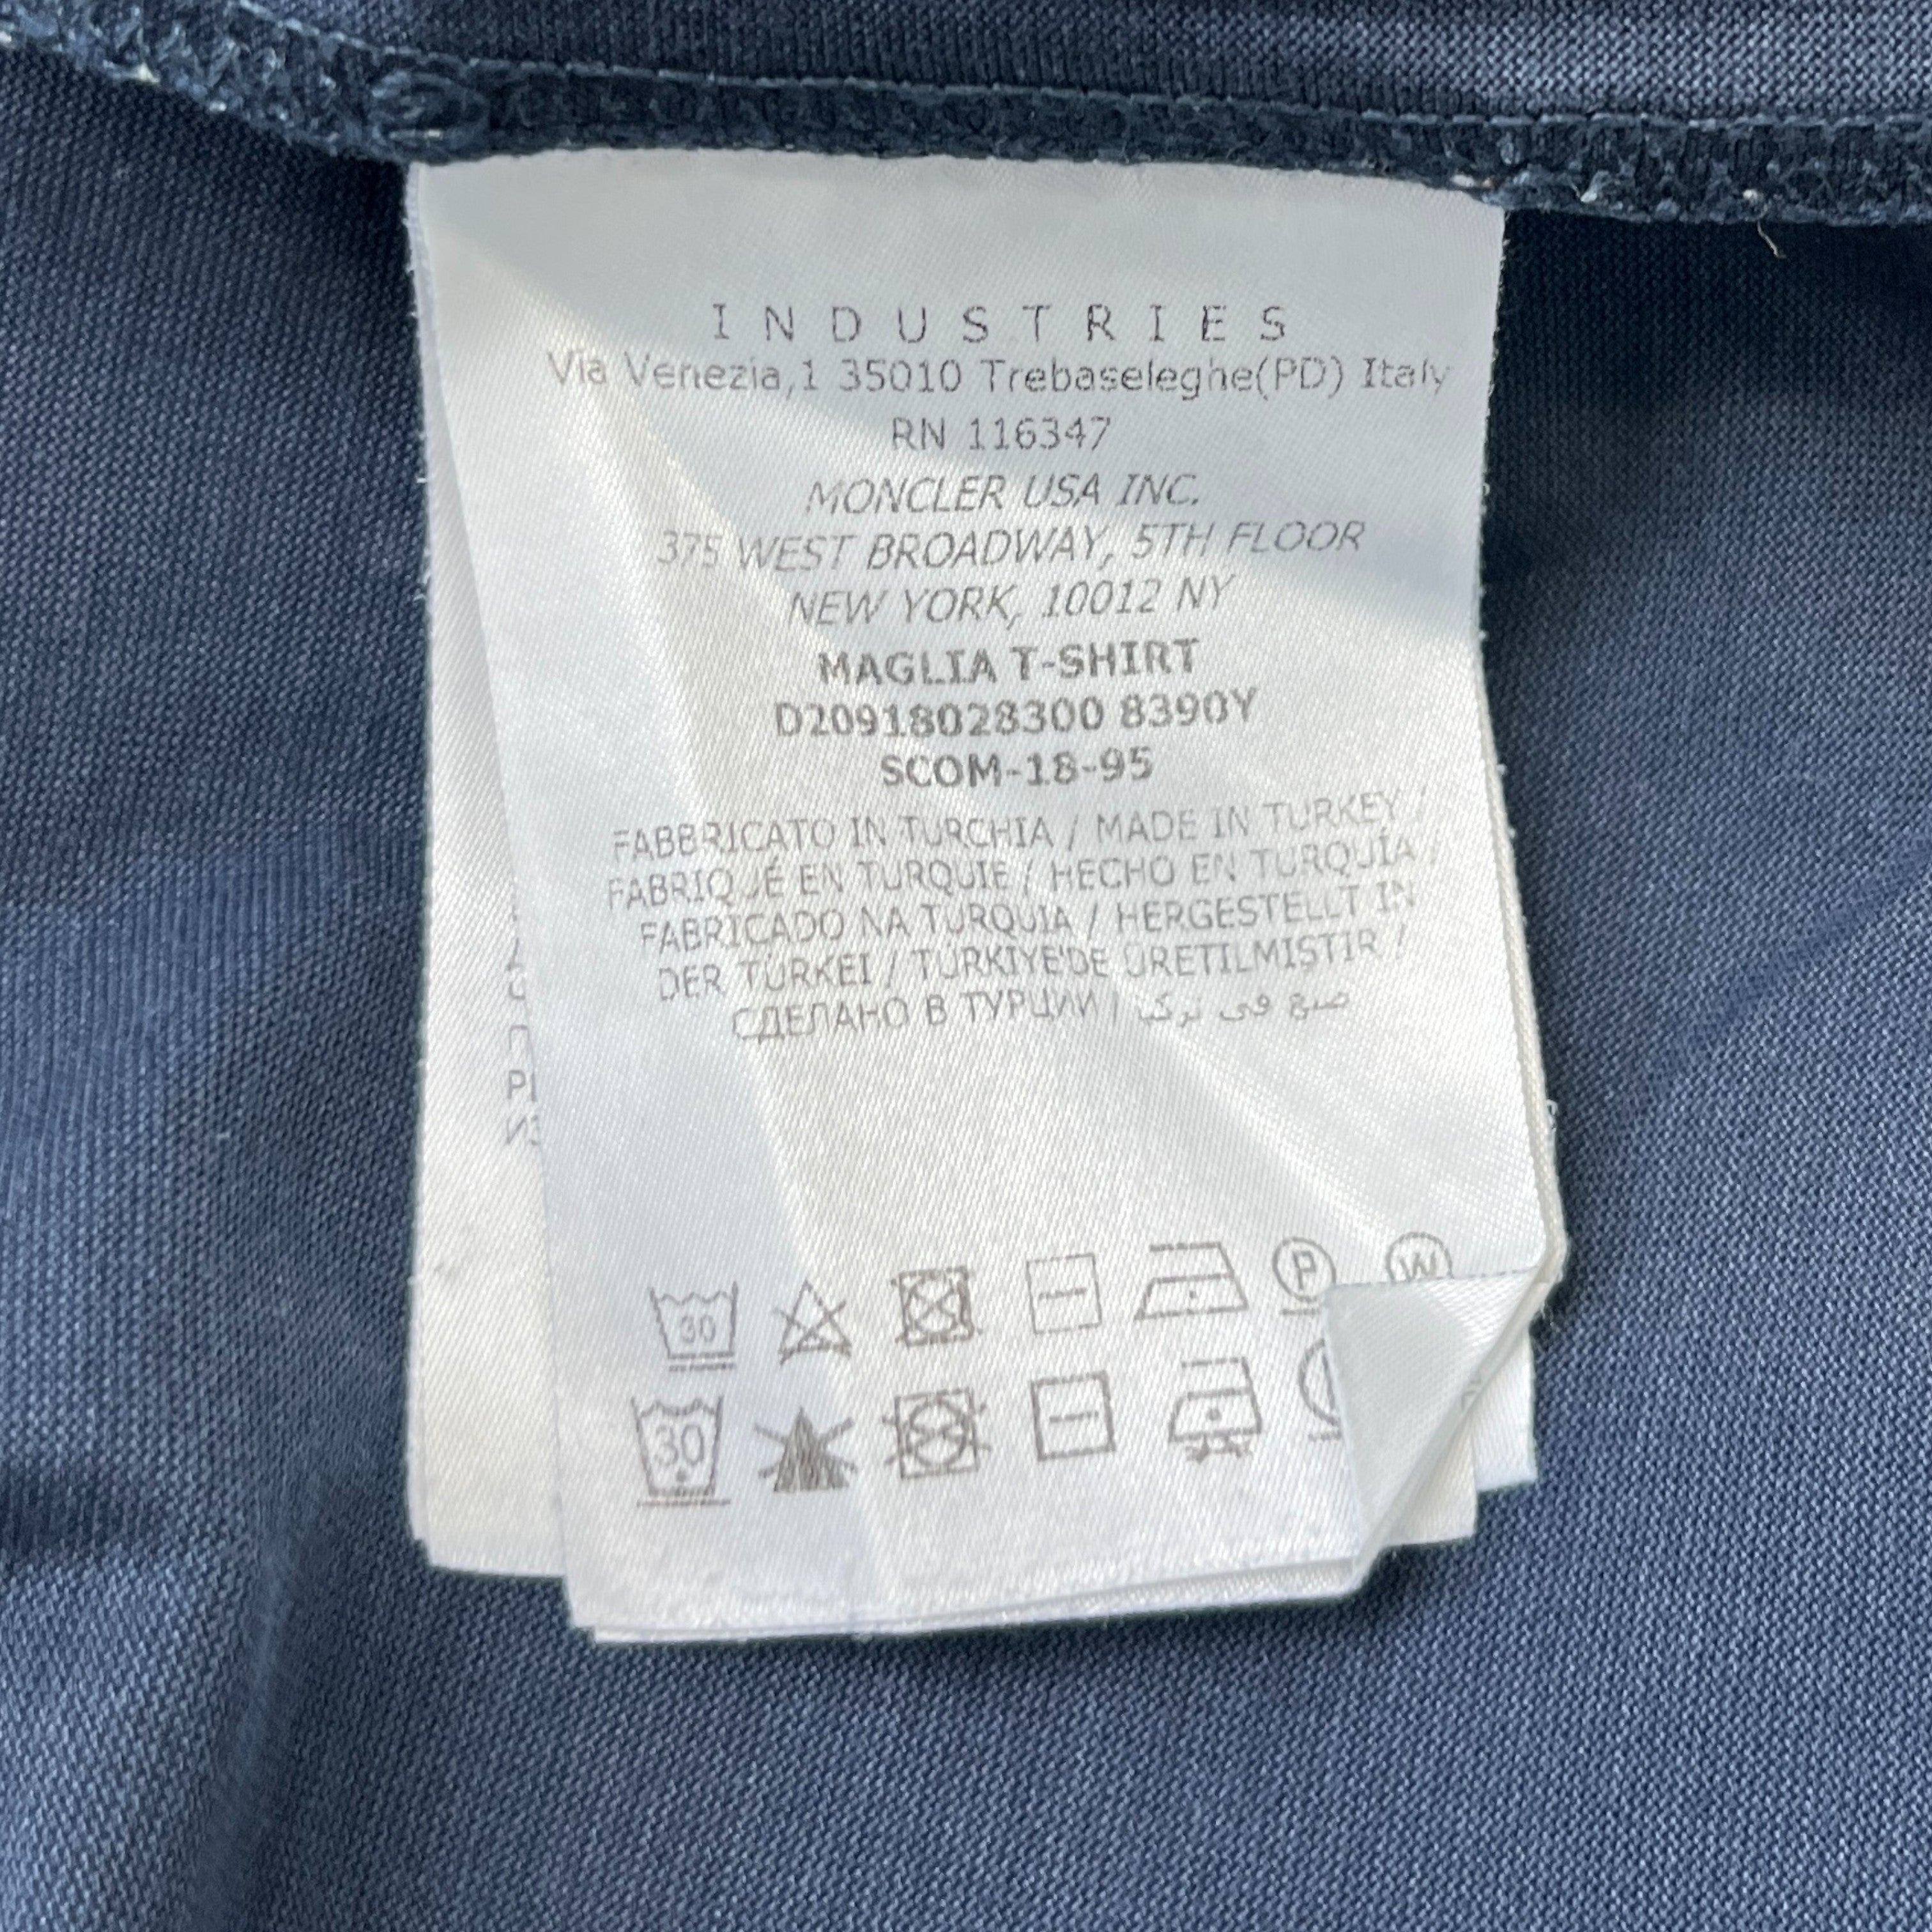 INDUSTRIES
Via Venezia,1 35010 Trebaseleghe(PD) Italy
RN 116347
MONCLER USA INC.
375 WEST BROADWAY, 5TH FLOOR
NEW YORK, 10012 NY
MAGLIA T-SHIRT
D20918028300 8390Y
SCOM-18-95
FABBRICATO IN TURCHIA / MADE IN TURKEY /
FABRIQUÉ EN TURQUIE / HECHO EN TURQUÍA /
FABRICADO NA TURQUIA / HERGESTELLT IN
DER TÜRKEI / TÜRKIYE'DE ÜRETILMIŞTIR /
СДЕЛАНО В ТУРЦИИ / صنع في
30 P W
30